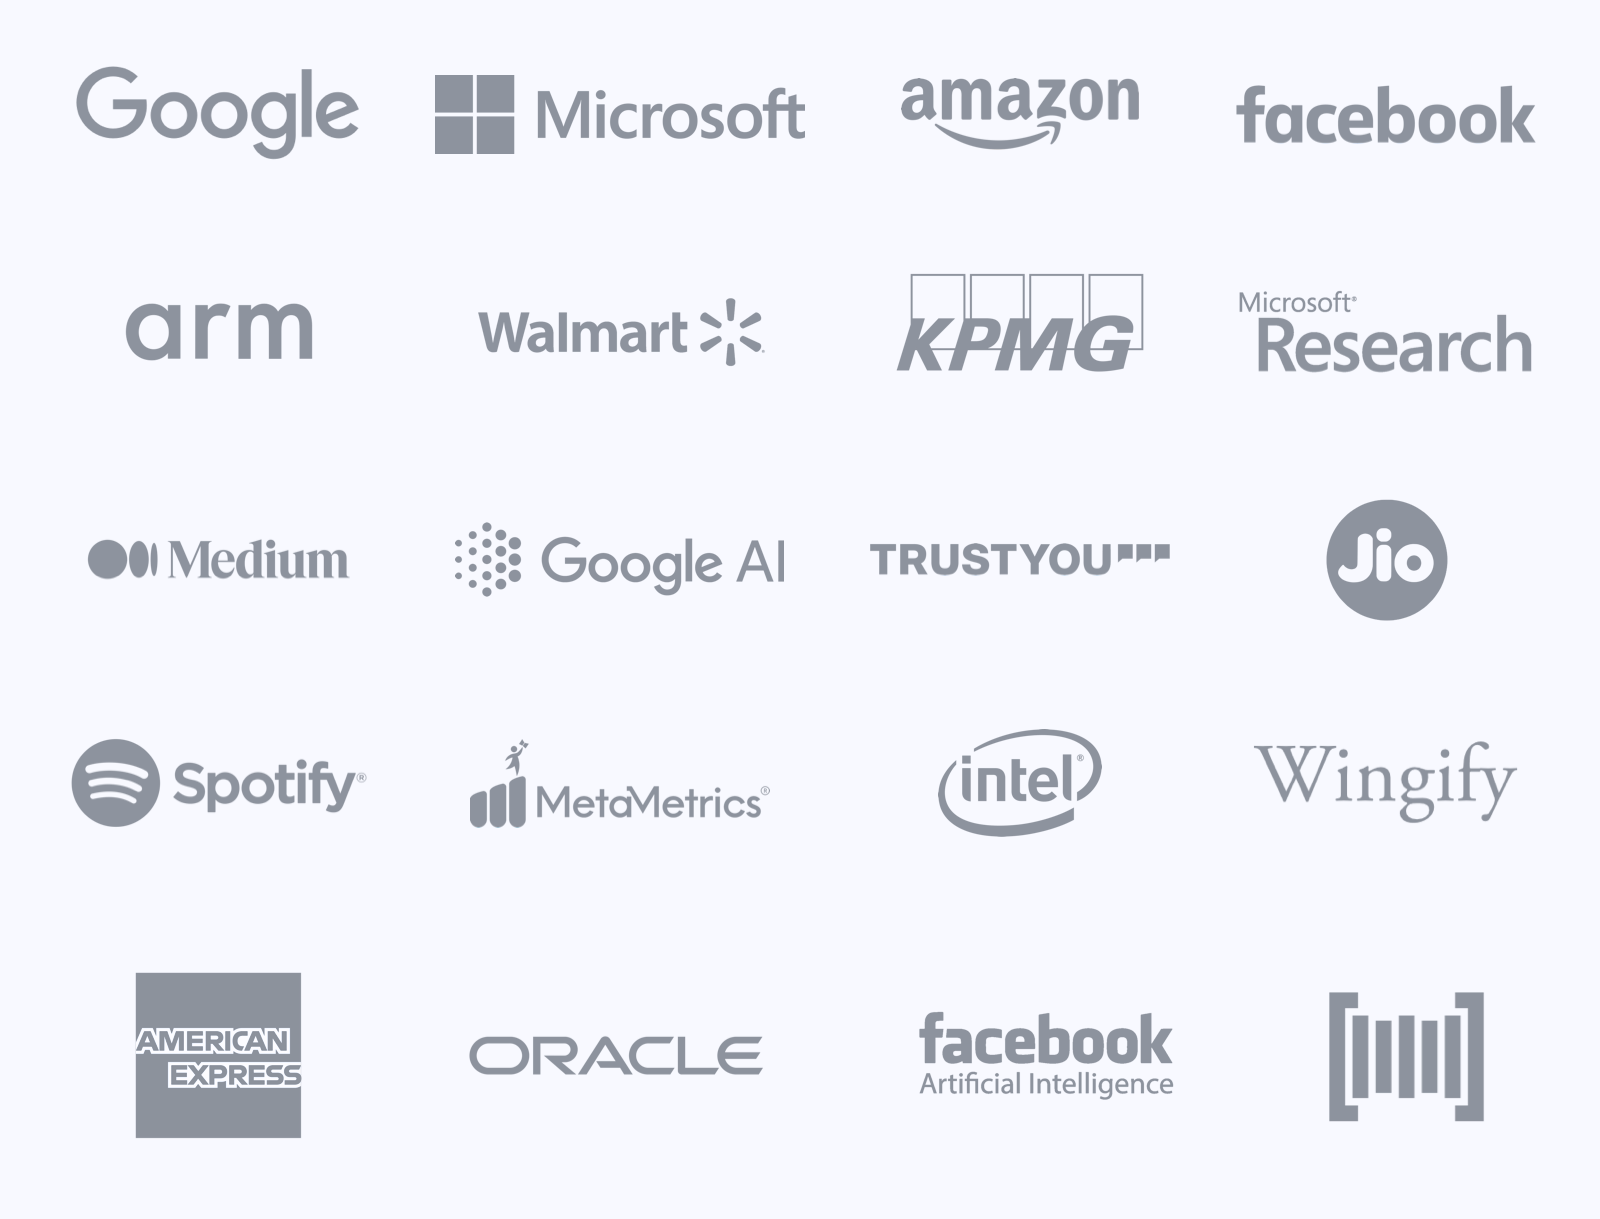 Google
Microsoft
amazon
facebook
arm
Walmart
KPMG
Microsoft®
Research
Medium
Google AI
TRUSTYOU
Jio
Spotify®
MetaMetrics®
intel®
Wingify
AMERICAN
EXPRESS
ORACLE
facebook
Artificial Intelligence